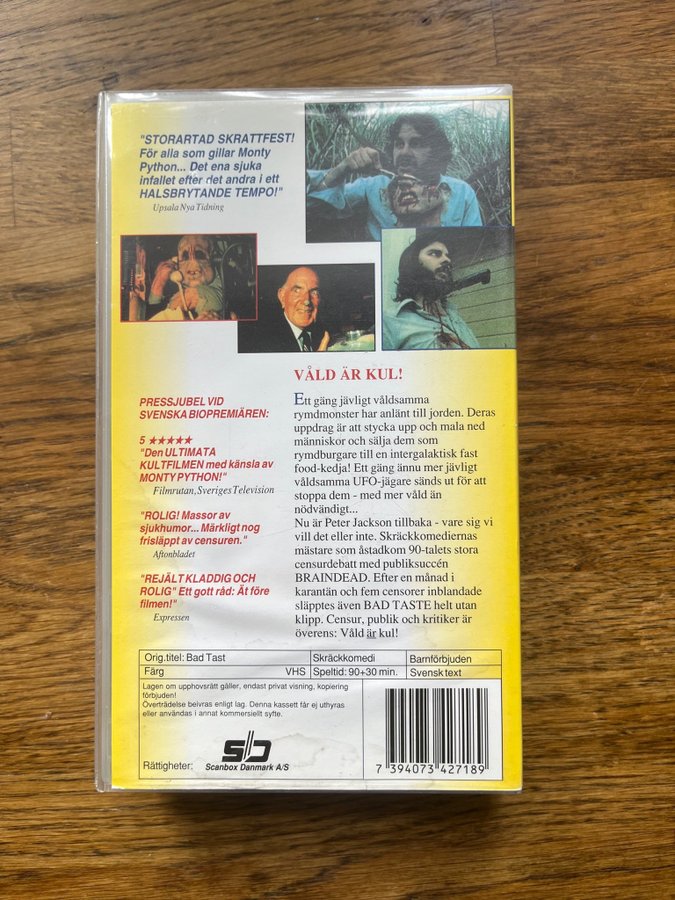 "STORARTAD SKRATTFEST!
För alla som gillar Monty
Python... Det ena sjuka
infallet efter det andra i ett
HALSBRYTANDE TEMPO!"
Upsala Nya Tidning
PRESSJUBEL VID
SVENSKA BIOPREMIÄREN:
5 ★★★★★
"Den ULTIMATA
KULTFILMEN med känsla av
MONTY PYTHON!"
Filmrutan, Sveriges Television
"ROLIG! Massor av
sjukhumor... Märkligt nog
frisläppt av censuren."
Aftonbladet
"REJÄLT KLADDIG OCH
ROLIG" Ett gott råd: Ät före
filmen!"
Expressen
VÅLD ÄR KUL!
Ett gäng jävligt våldsamma
rymdmonster har anlänt till jorden. Deras
uppdrag är att stycka upp och mala ned
människor och sälja dem som
rymdburgare till en intergalaktisk fast
food-kedja! Ett gäng ännu mer jävligt
våldsamma UFO-jägare sänds ut för att
stoppa dem - med mer våld än
nödvändigt...
Nu är Peter Jackson tillbaka - vare sig vi
vill det eller inte. Skräckkomediernas
mästare som åstadkom 90-talets stora
censurdebatt med publiksuccén
BRAINDEAD. Efter en månad i
karantän och fem censorer inblandade
släpptes även BAD TASTE helt utan
klipp. Censur, publik och kritiker är
överens: Våld är kul!
Orig.titel: Bad Tast Skräckkomedi Barnförbjuden
Färg VHS Speltid: 90+30 min. Svensk text
Lagen om upphovsrätt gäller, endast privat visning, kopiering
förbjuden!
Överträdelse beivras enligt lag. Denna kassett får ej uthyras
eller användas i annat kommersiellt syfte.
Rättigheter: Scanbox Danmark A/S
7 394073 427189